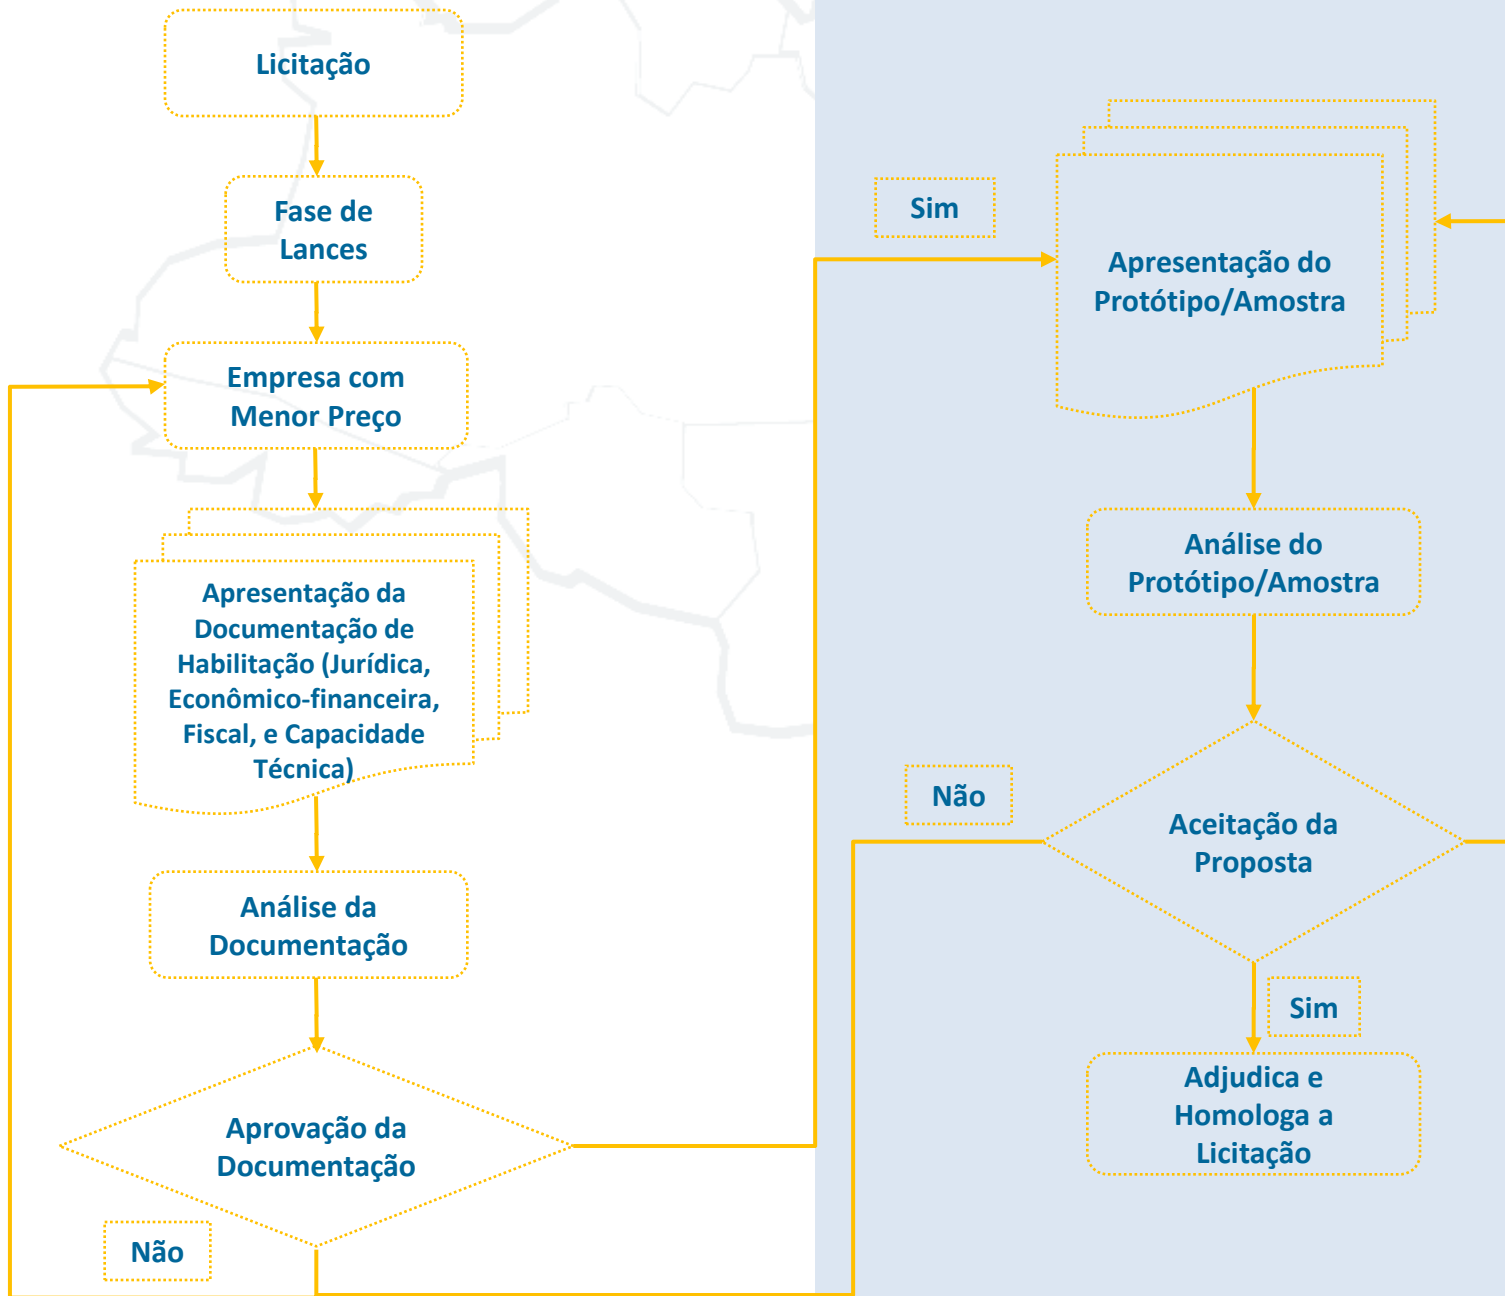 Licitação
Fase de
Lances
Empresa com
Menor Preço
Apresentação da
Documentação de
Habilitação (Jurídica,
Econômico-financeira,
Fiscal, e Capacidade
Técnica)
Análise da
Documentação
Aprovação da
Documentação
Não
Sim
Apresentação do
Protótipo/Amostra
Análise do
Protótipo/Amostra
Não
Aceitação da
Proposta
Sim
Adjudica e
Homologa a
Licitação